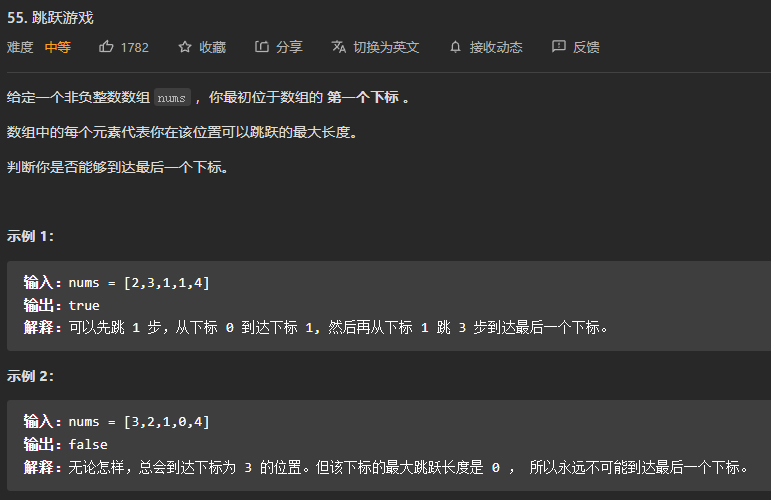 55. 跳跃游戏
难度 中等 1782 收藏 分享 切换为英文 接收动态 反馈
给定一个非负整数数组 nums ，你最初位于数组的 第一个下标 。
数组中的每个元素代表你在该位置可以跳跃的最大长度。
判断你是否能够到达最后一个下标。
示例 1：
输入：nums = [2,3,1,1,4]
输出：true
解释：可以先跳 1 步，从下标 0 到达下标 1, 然后再从下标 1 跳 3 步到达最后一个下标。
示例 2：
输入：nums = [3,2,1,0,4]
输出：false
解释：无论怎样，总会到达下标为 3 的位置。但该下标的最大跳跃长度是 0 ， 所以永远不可能到达最后一个下标。